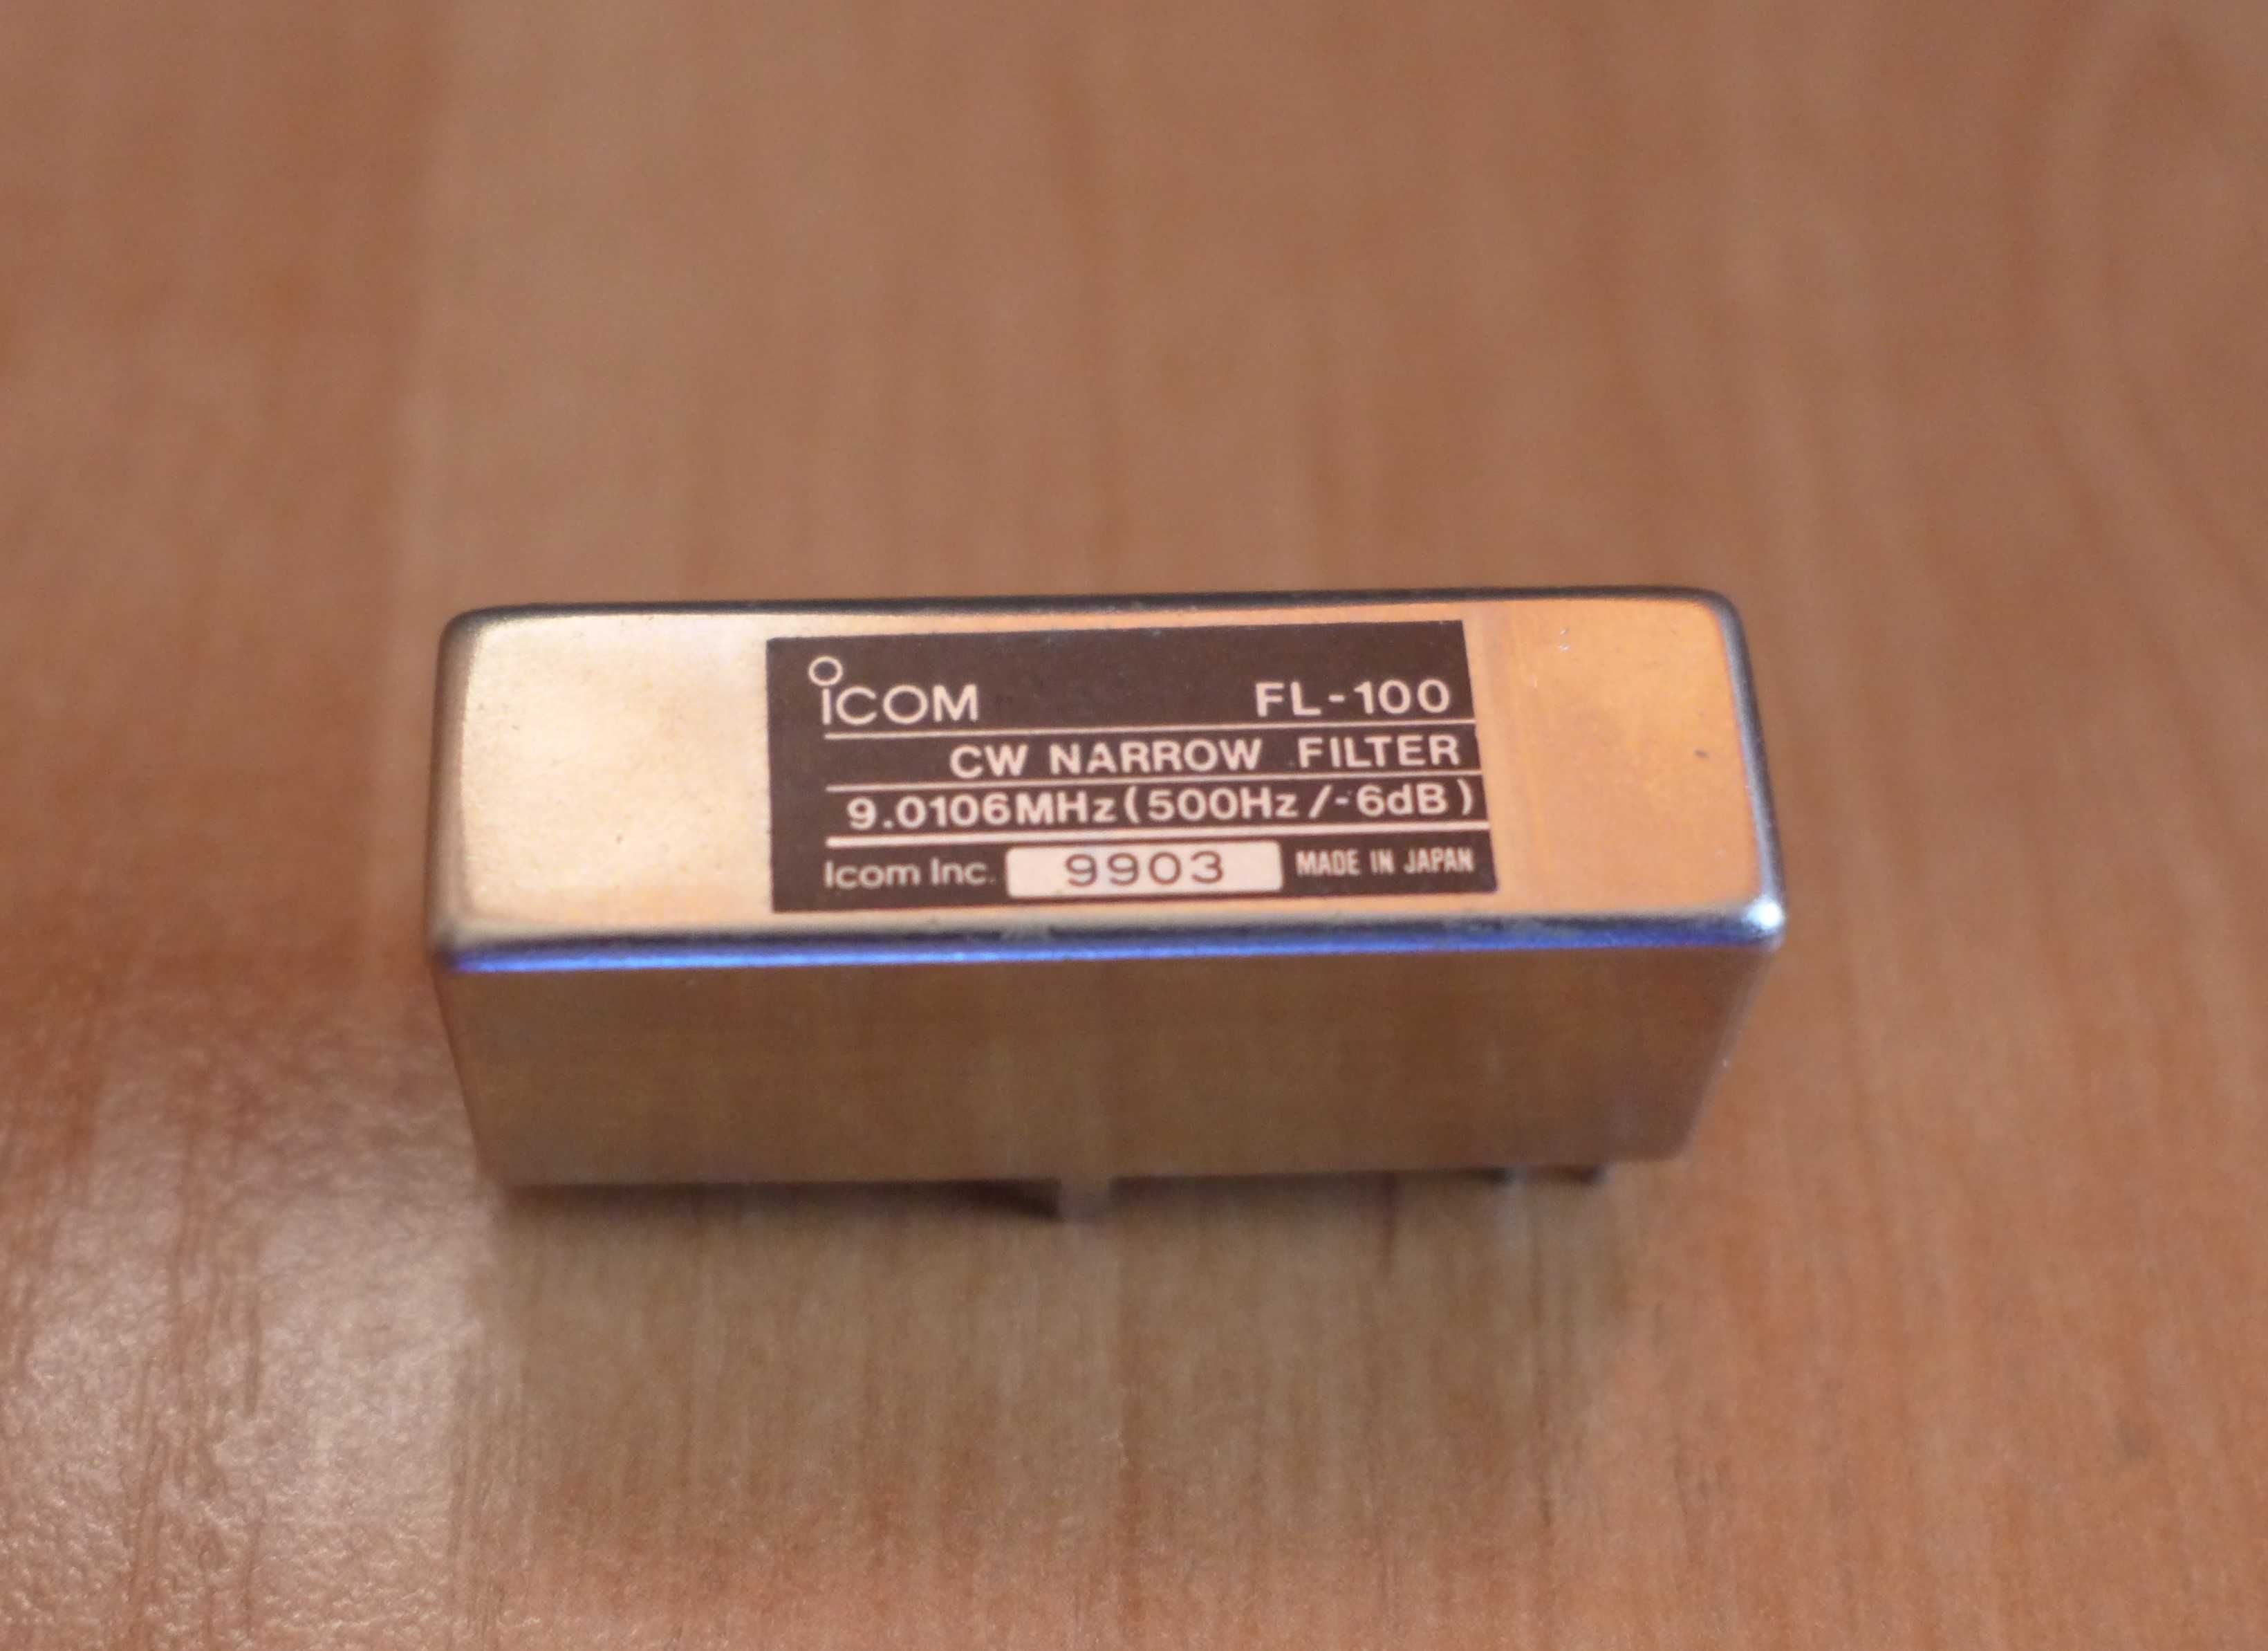 ICOM FL-100
CW NARROW FILTER
9.0106MHz (500Hz/-6dB)
Icom Inc. 9903 MADE IN JAPAN